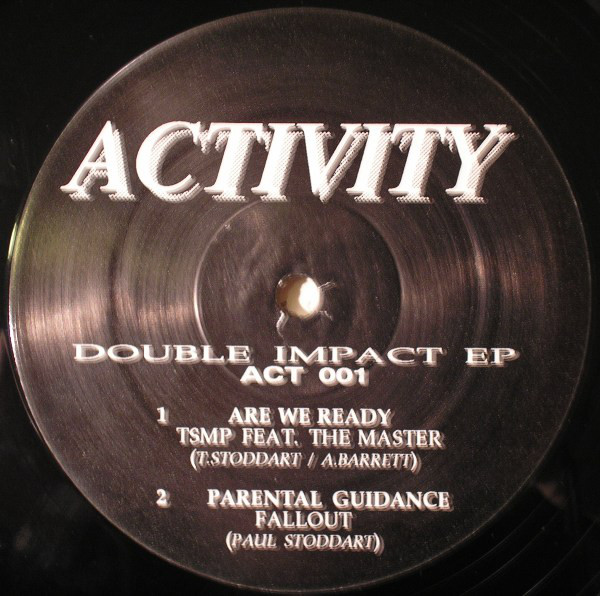 ACTIVITY
DOUBLE IMPACT EP
ACT 001
1 ARE WE READY
TSMP FEAT. THE MASTER
(T.STODDART / A.BARRETT)
2 PARENTAL GUIDANCE
FALLOUT
(PAUL STODDART)